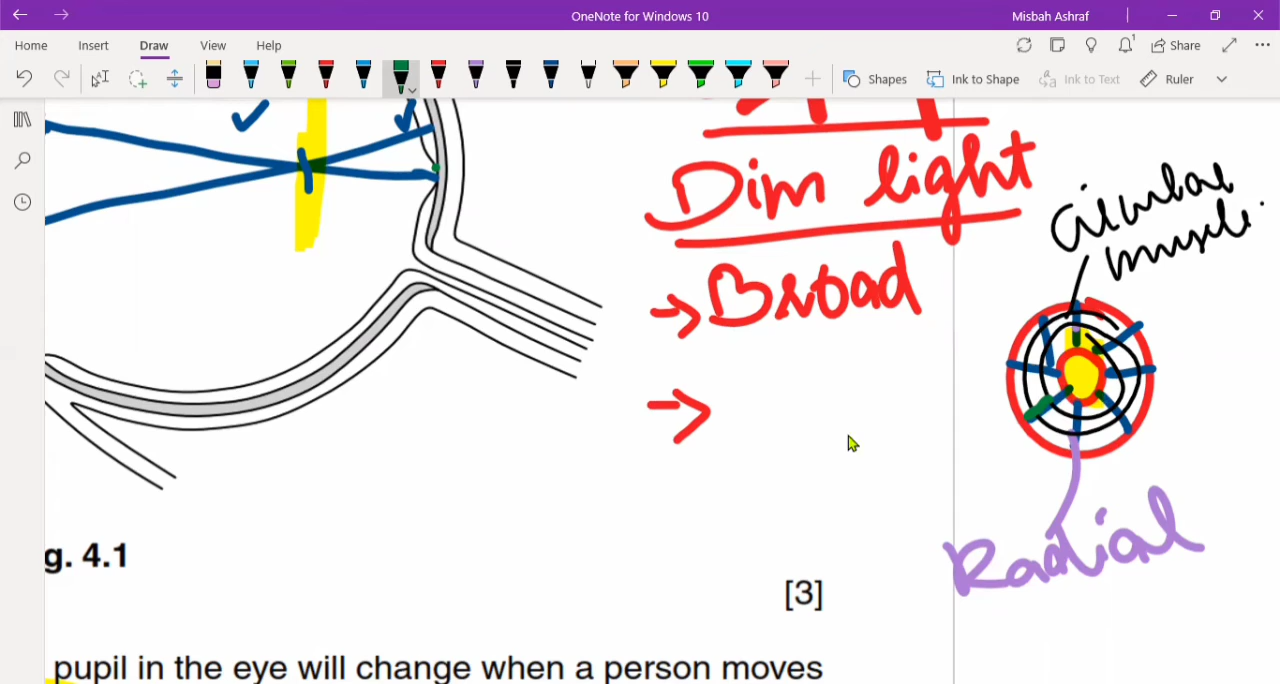 OneNote for Windows 10
Misbah Ashraf
Home Insert Draw View Help
Share
Shapes
Ink to Shape
Ink to Text
Ruler
Dim light
→ Broad
→
muscle
Radial
g. 4.1
[3]
pupil in the eye will change when a person moves